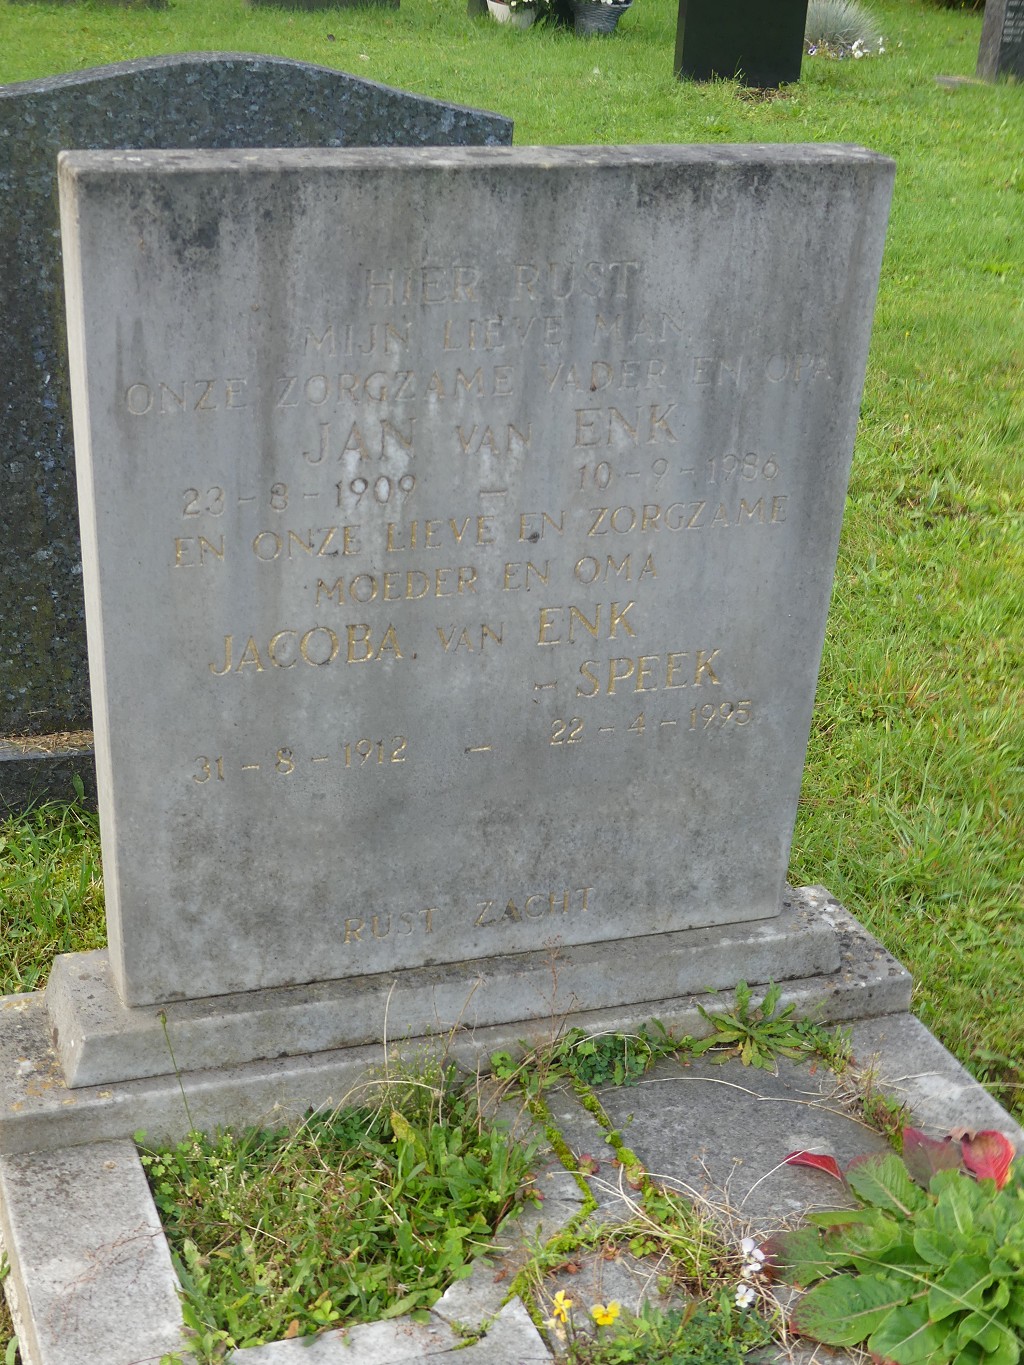 HIER RUST
MIJN LIEVE MAN,
ONZE ZORGZAME VADER EN OPA
JAN VAN ENK
23 - 8 - 1909 — 10 - 9 - 1986
EN ONZE LIEVE EN ZORGZAME
MOEDER EN OMA
JACOBA VAN ENK
- SPEEK
31 - 8 - 1912 — 22 - 4 - 1995
RUST ZACHT